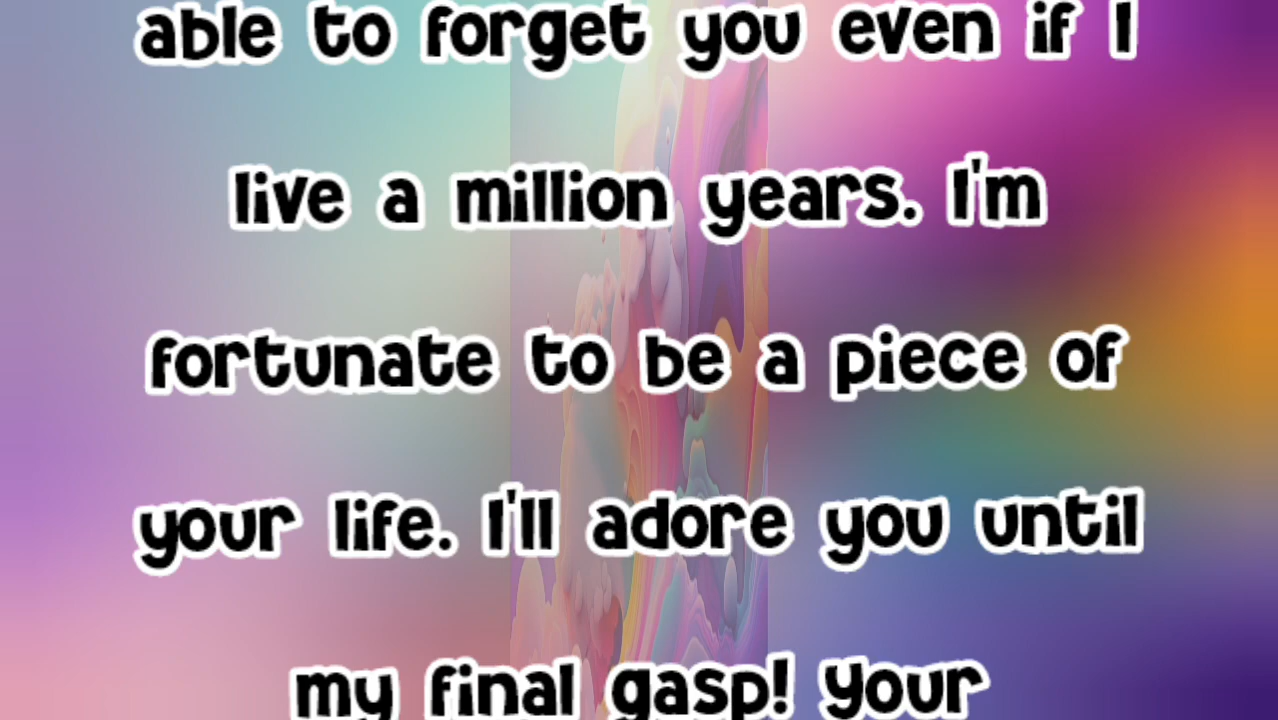 able to forget you even if I
live a million years. I'm
fortunate to be a piece of
your life. I'll adore you until
my final gasp! Your